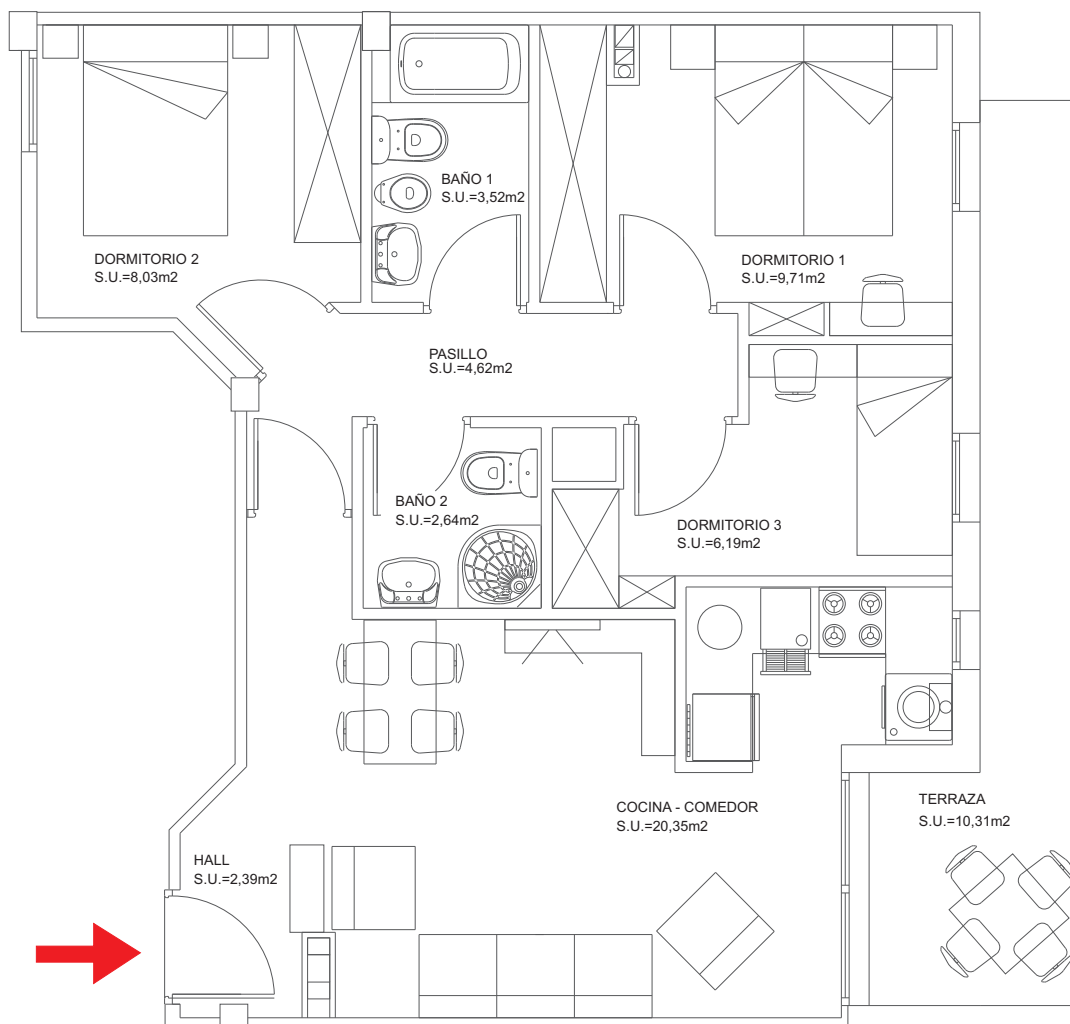 BAÑO 1
S.U.=3,52m2
DORMITORIO 2
S.U.=8,03m2
DORMITORIO 1
S.U.=9,71m2
PASILLO
S.U.=4,62m2
BAÑO 2
S.U.=2,64m2
DORMITORIO 3
S.U.=6,19m2
COCINA - COMEDOR
S.U.=20,35m2
TERRAZA
S.U.=10,31m2
HALL
S.U.=2,39m2